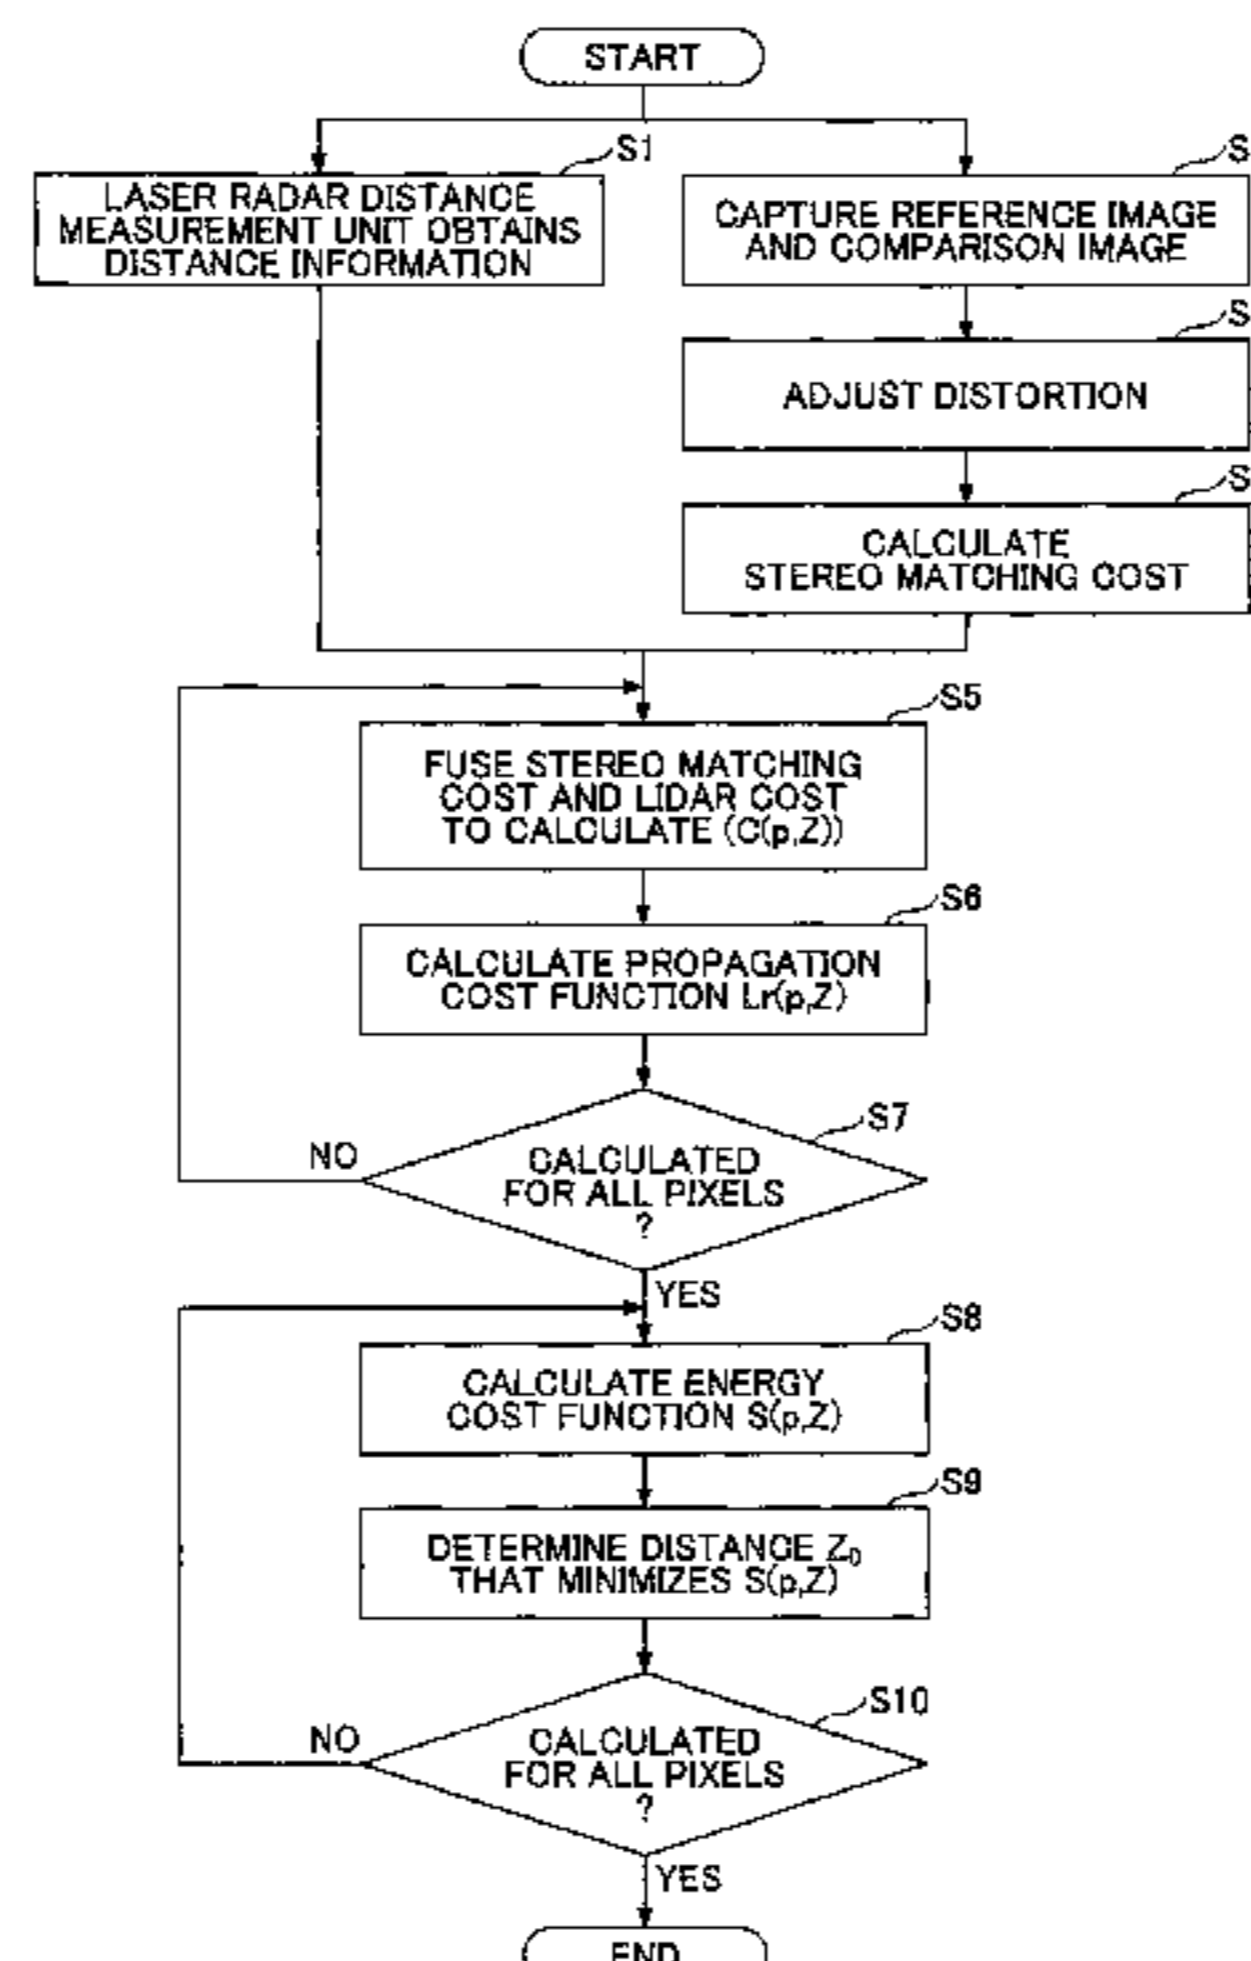 START
S1
LASER RADAR DISTANCE
MEASUREMENT UNIT OBTAINS
DISTANCE INFORMATION
S
CAPTURE REFERENCE IMAGE
AND COMPARISON IMAGE
S
ADJUST DISTORTION
S
CALCULATE
STEREO MATCHING COST
S5
FUSE STEREO MATCHING
COST AND LIDAR COST
TO CALCULATE (C(p,Z))
S6
CALCULATE PROPAGATION
COST FUNCTION Lr(p,Z)
S7
NO
CALCULATED
FOR ALL PIXELS
?
YES
S8
CALCULATE ENERGY
COST FUNCTION S(p,Z)
S9
DETERMINE DISTANCE Z₀
THAT MINIMIZES S(p,Z)
S10
NO
CALCULATED
FOR ALL PIXELS
?
YES
END